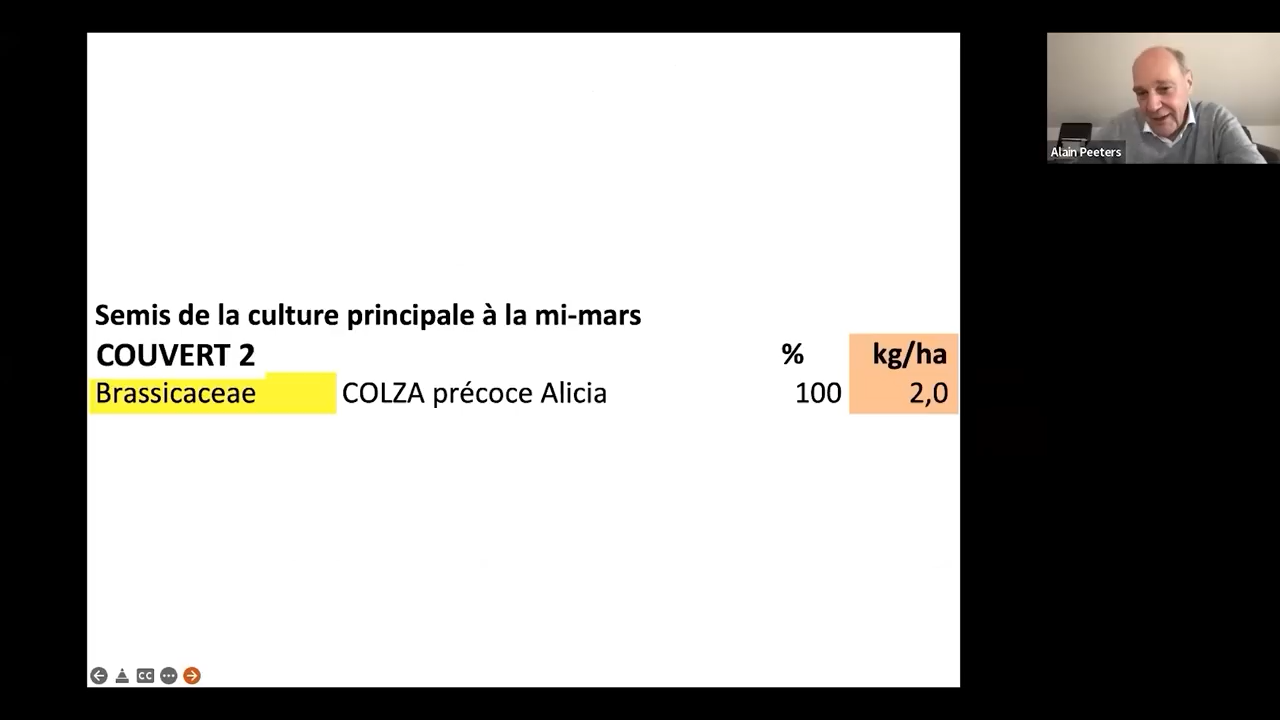 Semis de la culture principale à la mi-mars
COUVERT 2 % kg/ha
Brassicaceae COLZA précoce Alicia 100 2,0
Alain Peeters
CC